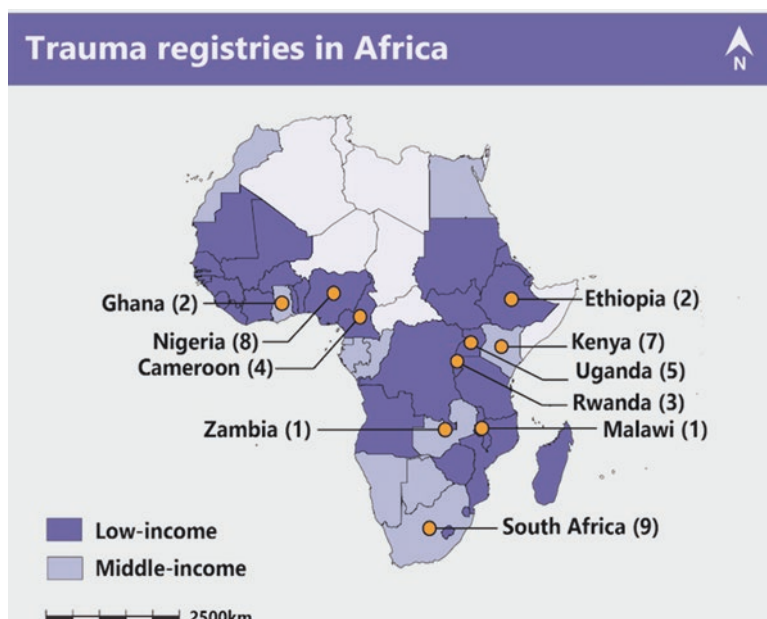 Trauma registries in Africa
N
Ghana (2)
Ethiopia (2)
Nigeria (8)
Kenya (7)
Cameroon (4)
Uganda (5)
Rwanda (3)
Zambia (1)
Malawi (1)
South Africa (9)
Low-income
Middle-income
2500km